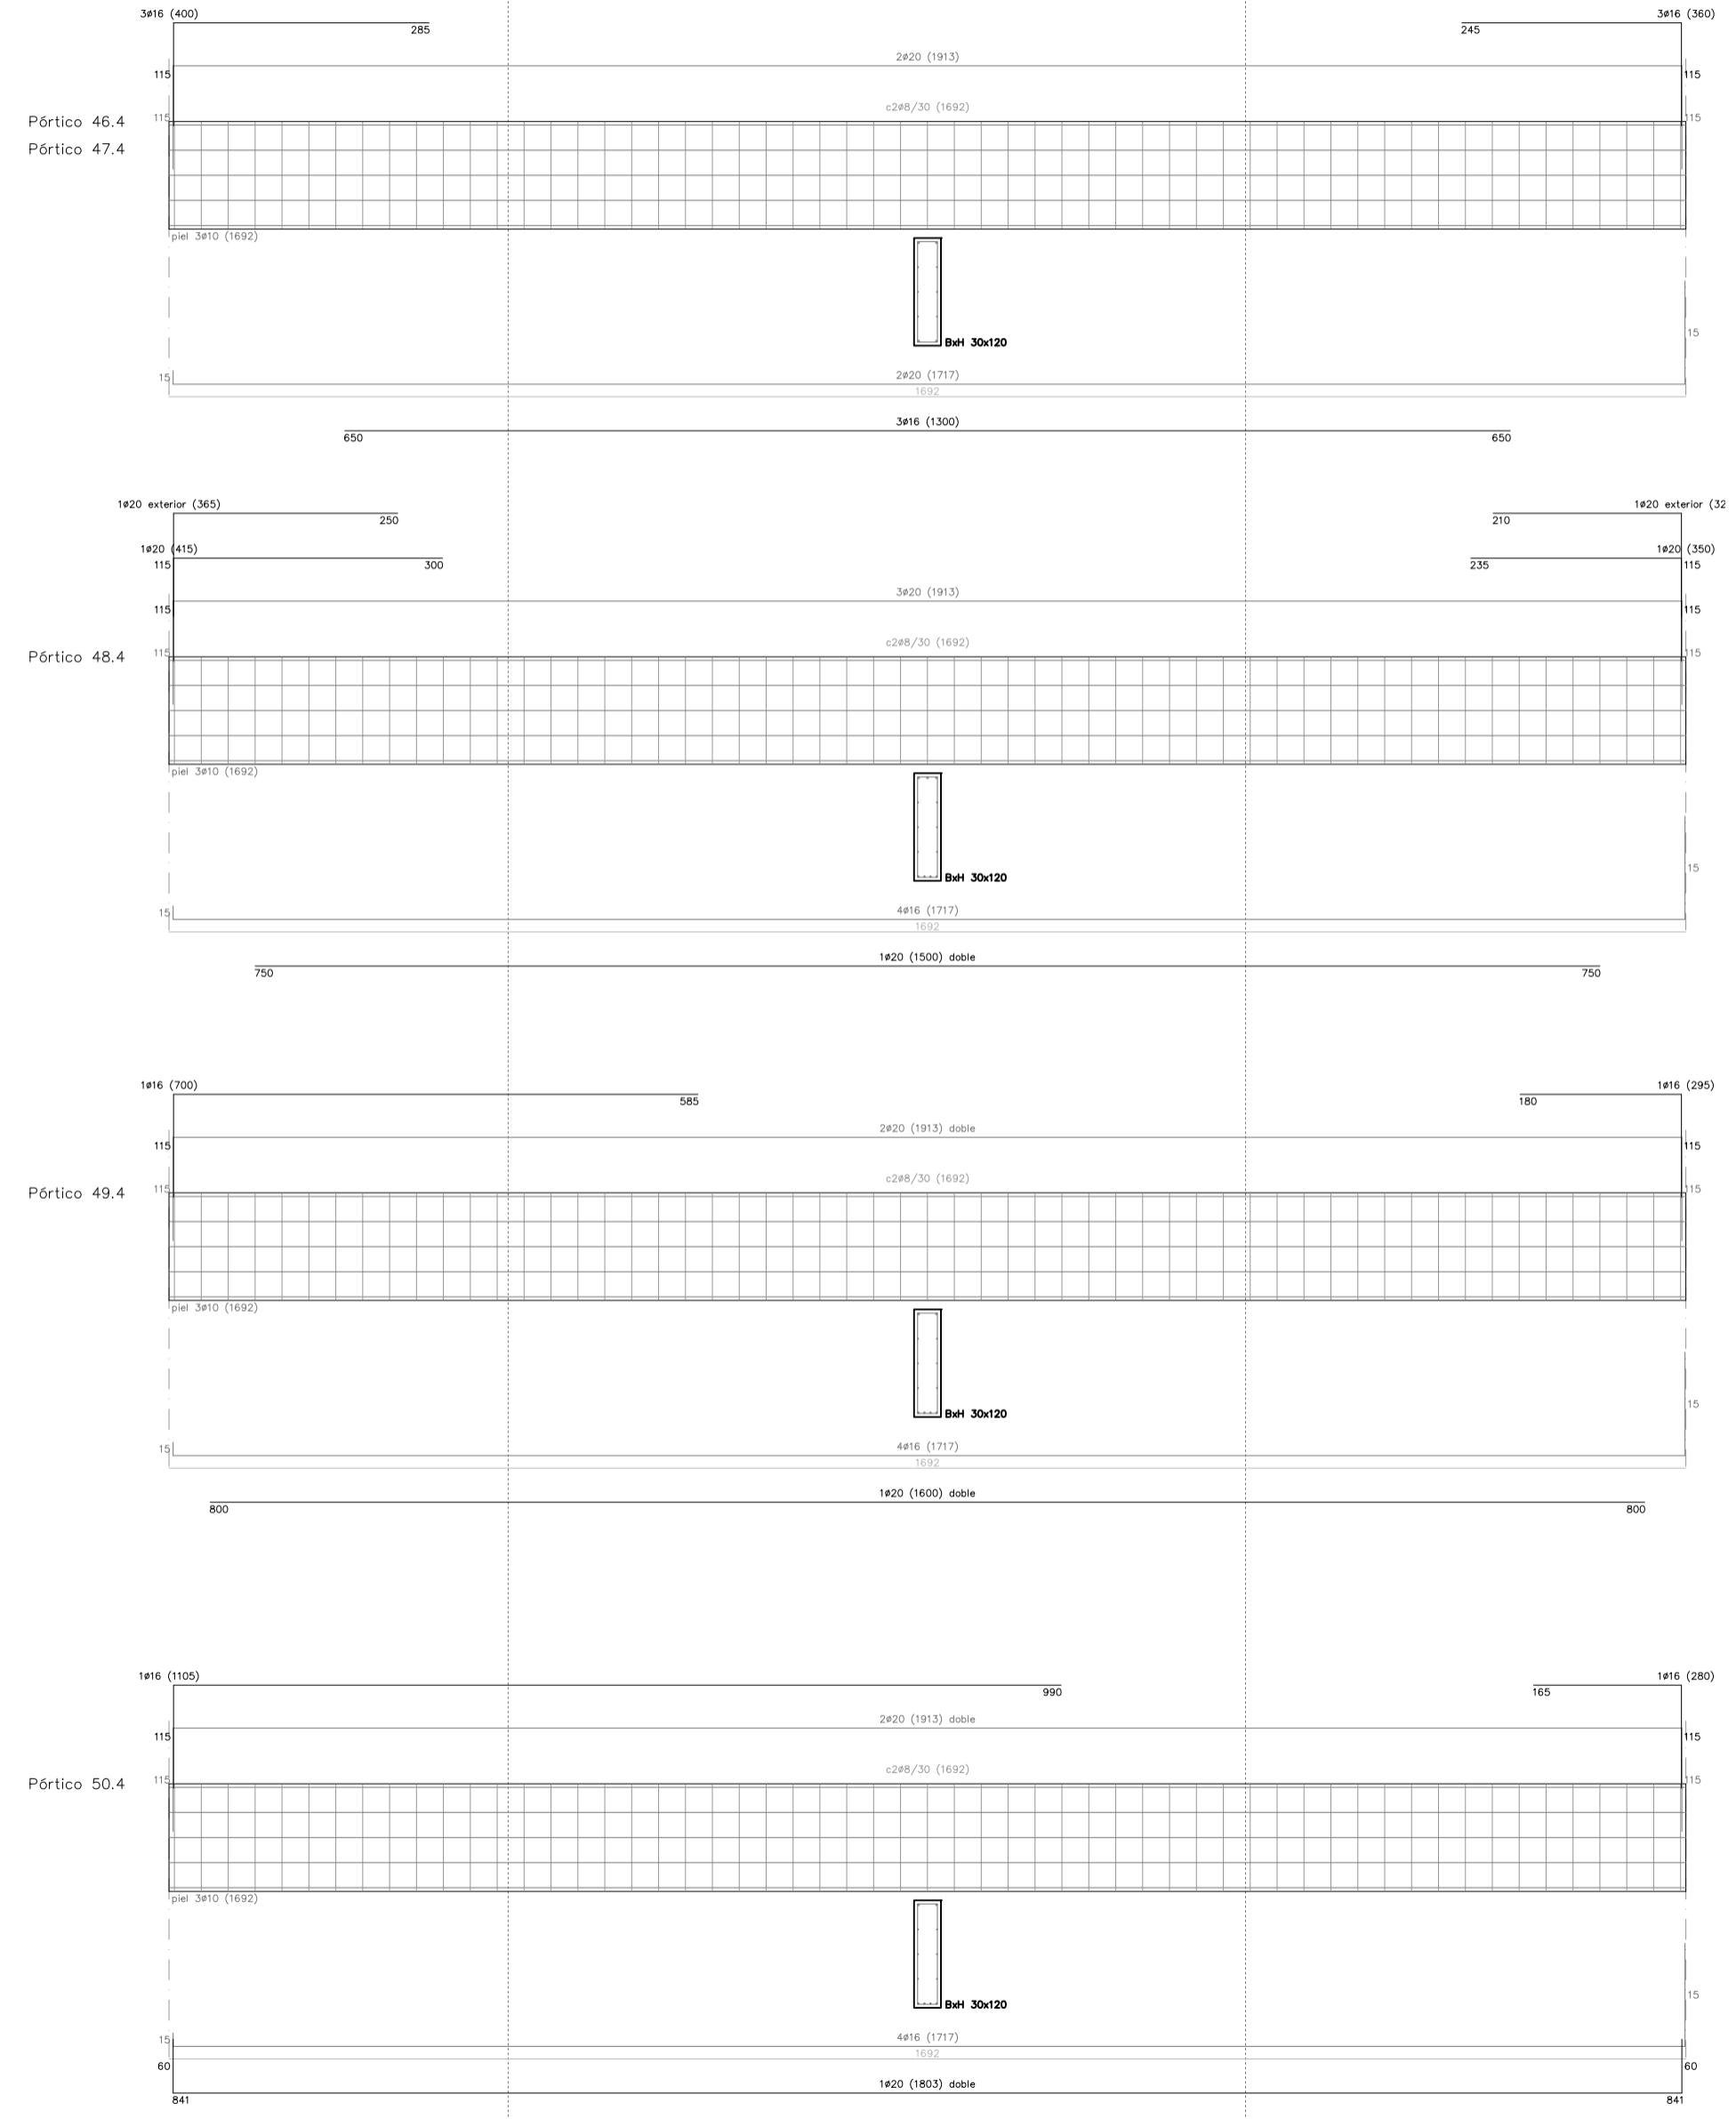 3ø16 (400)
3ø16 (360)
285
245
2ø20 (1913)
115
115
c2ø8/30 (1692)
Pórtico 46.4
115
115
Pórtico 47.4
piel 3ø10 (1692)
15
BxH 30x120
15
2ø20 (1717)
1692
3ø16 (1300)
650
650
1ø20 exterior (365)
1ø20 exterior (32
250
210
1ø20 (415)
1ø20 (350)
115
300
235
115
3ø20 (1913)
115
115
c2ø8/30 (1692)
Pórtico 48.4
115
115
piel 3ø10 (1692)
15
BxH 30x120
15
4ø16 (1717)
1692
1ø20 (1500) doble
750
750
1ø16 (700)
1ø16 (295)
585
180
2ø20 (1913) doble
115
115
c2ø8/30 (1692)
Pórtico 49.4
115
115
piel 3ø10 (1692)
15
BxH 30x120
15
4ø16 (1717)
1692
1ø20 (1600) doble
800
800
1ø16 (1105)
1ø16 (280)
990
165
2ø20 (1913) doble
115
115
c2ø8/30 (1692)
Pórtico 50.4
115
115
piel 3ø10 (1692)
15
BxH 30x120
15
4ø16 (1717)
1692
60
60
1ø20 (1803) doble
841
841